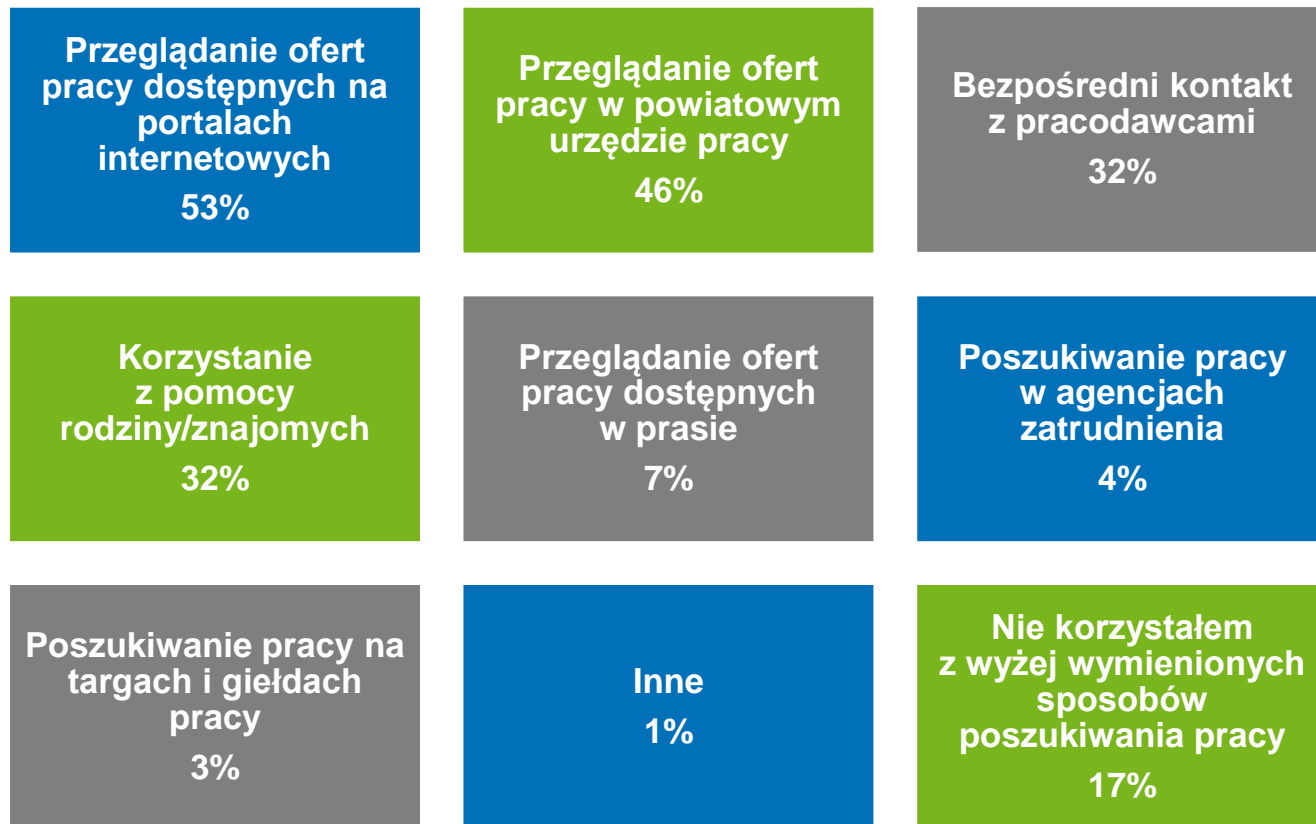 Przeglądanie ofert
pracy dostępnych na
portalach
internetowych
53%
Przeglądanie ofert
pracy w powiatowym
urzędzie pracy
46%
Bezpośredni kontakt
z pracodawcami
32%
Korzystanie
z pomocy
rodziny/znajomych
32%
Przeglądanie ofert
pracy dostępnych
w prasie
7%
Poszukiwanie pracy
w agencjach
zatrudnienia
4%
Poszukiwanie pracy na
targach i giełdach
pracy
3%
Inne
1%
Nie korzystałem
z wyżej wymienionych
sposobów
poszukiwania pracy
17%